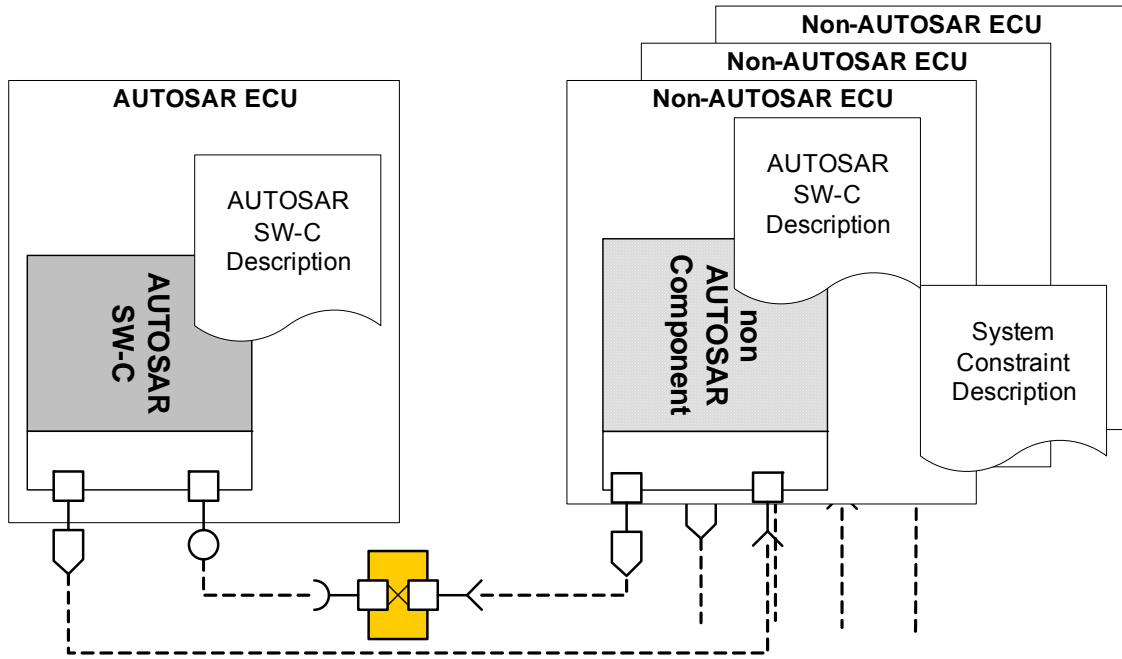 Non-AUTOSAR ECU
Non-AUTOSAR ECU
AUTOSAR ECU
Non-AUTOSAR ECU
AUTOSAR
SW-C
Description
AUTOSAR
SW-C
AUTOSAR
SW-C
Description
non
AUTOSAR
Component
System
Constraint
Description